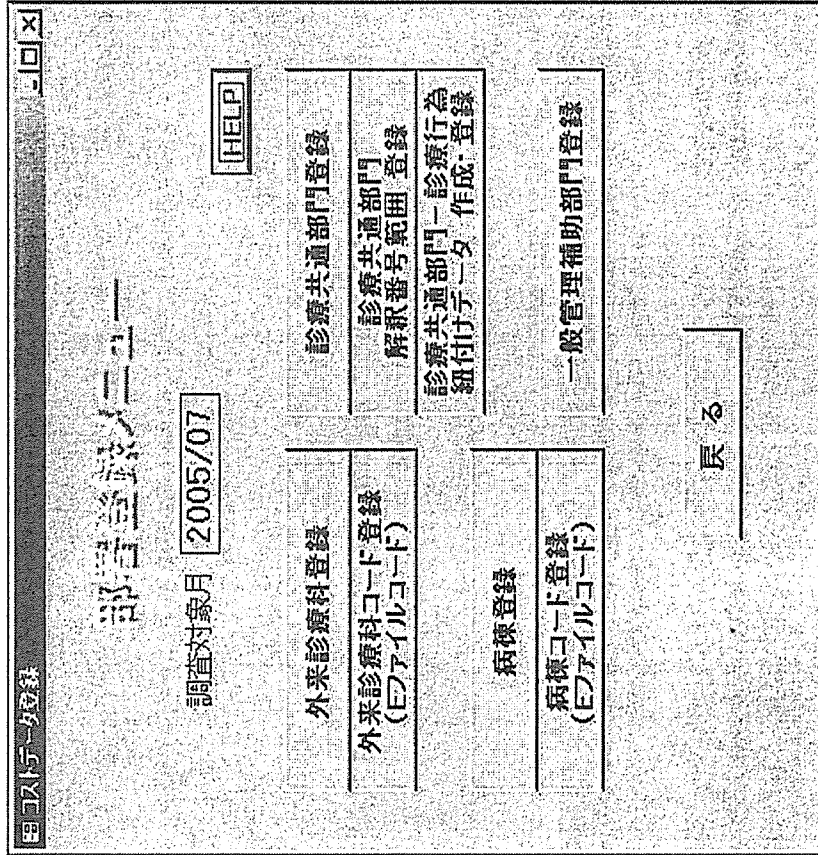 コストデータ登録
部署登録メニュー
調査対象月 2005/07
HELP
外来診療科登録
外来診療科コード登録
(Eファイルコード)
病棟登録
病棟コード登録
(Eファイルコード)
診療共通部門登録
診療共通部門
解釈番号範囲 登録
診療共通部門－診療行為
紐付けデータ 作成・登録
一般管理補助部門登録
戻る